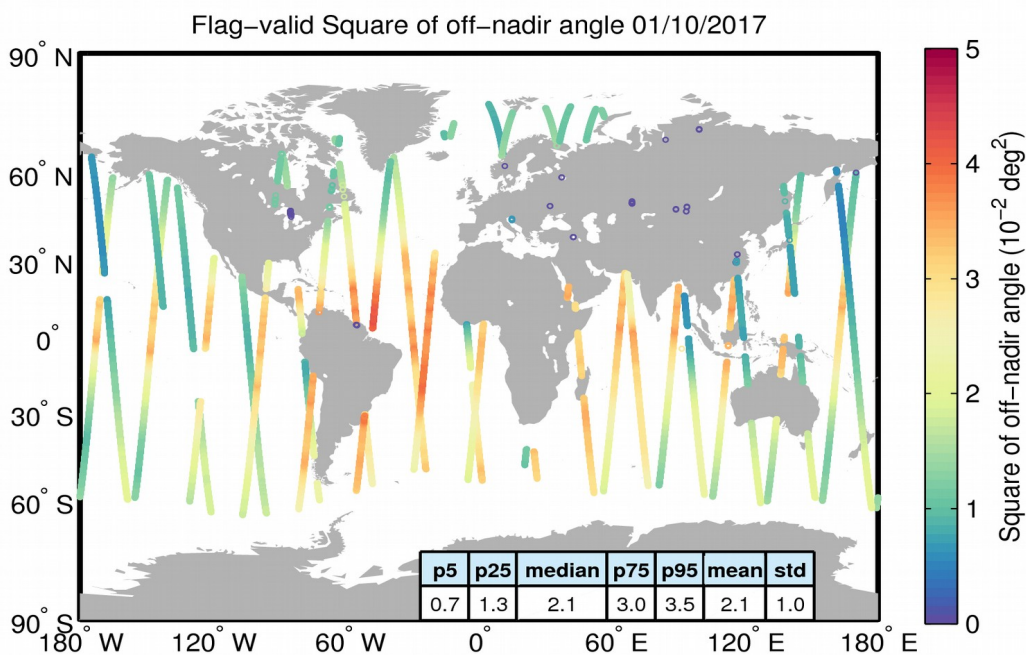 Flag−valid Square of off−nadir angle 01/10/2017
90° N
60° N
30° N
0°
30° S
60° S
90° S
180° W
120° W
60° W
0°
60° E
120° E
180° E
p5 p25 median p75 p95 mean std
0.7 1.3 2.1 3.0 3.5 2.1 1.0
5
4
3
2
1
0
Square of off−nadir angle (10⁻² deg²)